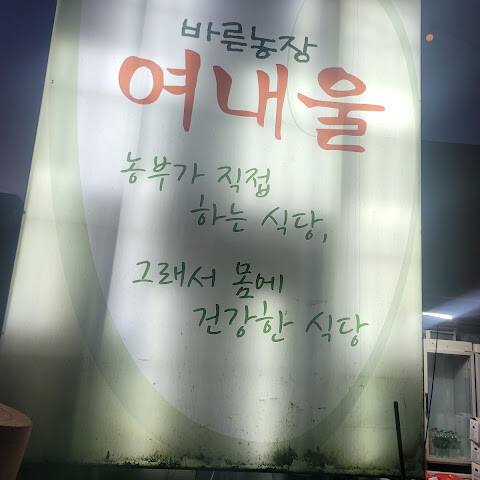 바른농장
여내울
농부가 직접
하는 식당,
그래서 몸에
건강한 식당